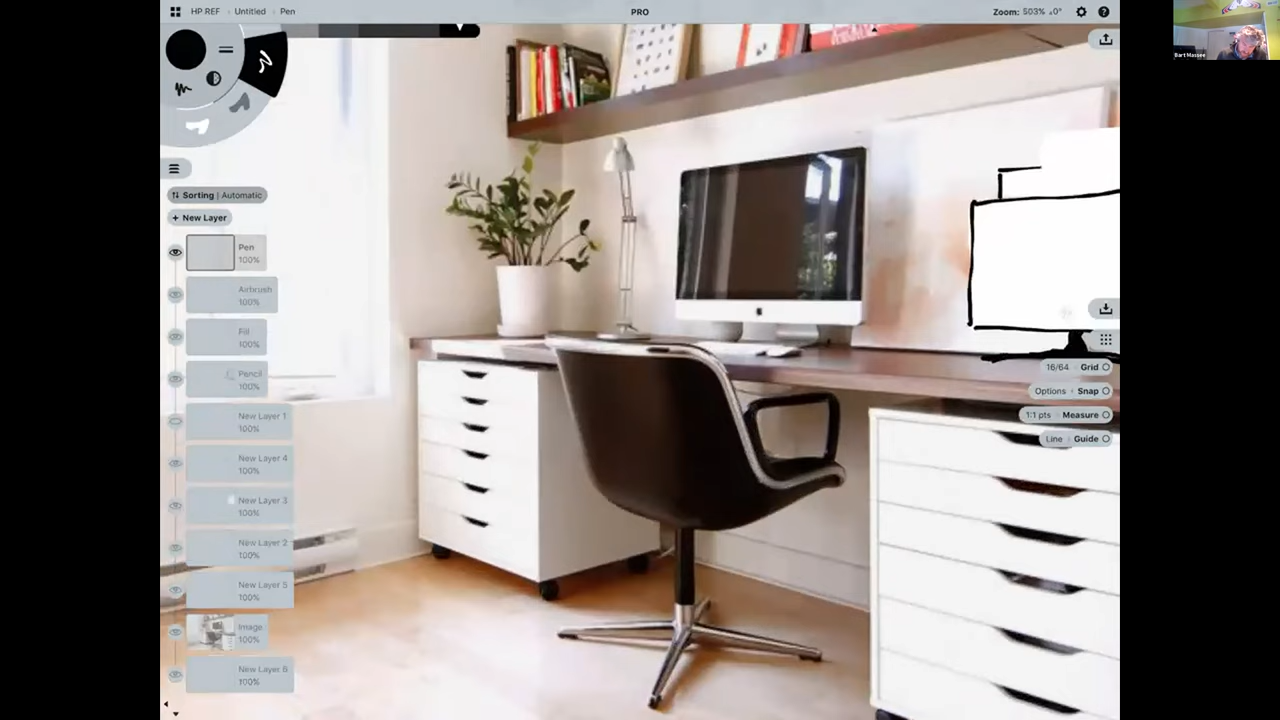 HP REF › Untitled › Pen
PRO
Zoom: 503% ⊿0°
Bart Massee
Sorting | Automatic
+ New Layer
Pen
100%
Airbrush
100%
Fill
100%
Pencil
100%
New Layer 1
100%
New Layer 4
100%
New Layer 3
100%
New Layer 2
100%
New Layer 5
100%
Image
100%
New Layer 6
100%
16/64 • Grid
Options • Snap
1:1 pts • Measure
Line • Guide